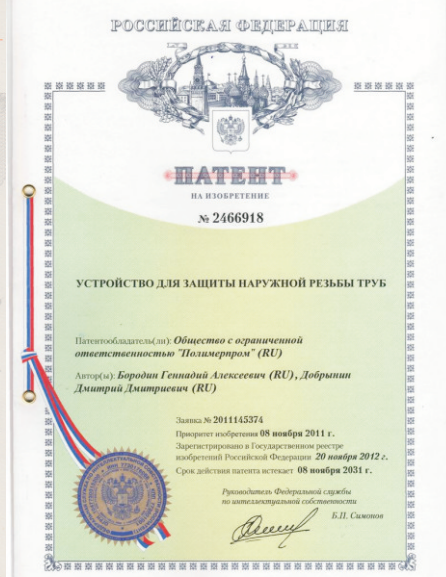 РОССИЙСКАЯ ФЕДЕРАЦИЯ
ПАТЕНТ
НА ИЗОБРЕТЕНИЕ
№ 2466918
УСТРОЙСТВО ДЛЯ ЗАЩИТЫ НАРУЖНОЙ РЕЗЬБЫ ТРУБ
Патентообладатель(ли): Общество с ограниченной
ответственностью "Полимерпром" (RU)
Автор(ы): Бородин Геннадий Алексеевич (RU), Добрынин
Дмитрий Дмитриевич (RU)
Заявка № 2011145374
Приоритет изобретения 08 ноября 2011 г.
Зарегистрировано в Государственном реестре
изобретений Российской Федерации 20 ноября 2012 г.
Срок действия патента истекает 08 ноября 2031 г.
Руководитель Федеральной службы
по интеллектуальной собственности
Б.П. Симонов